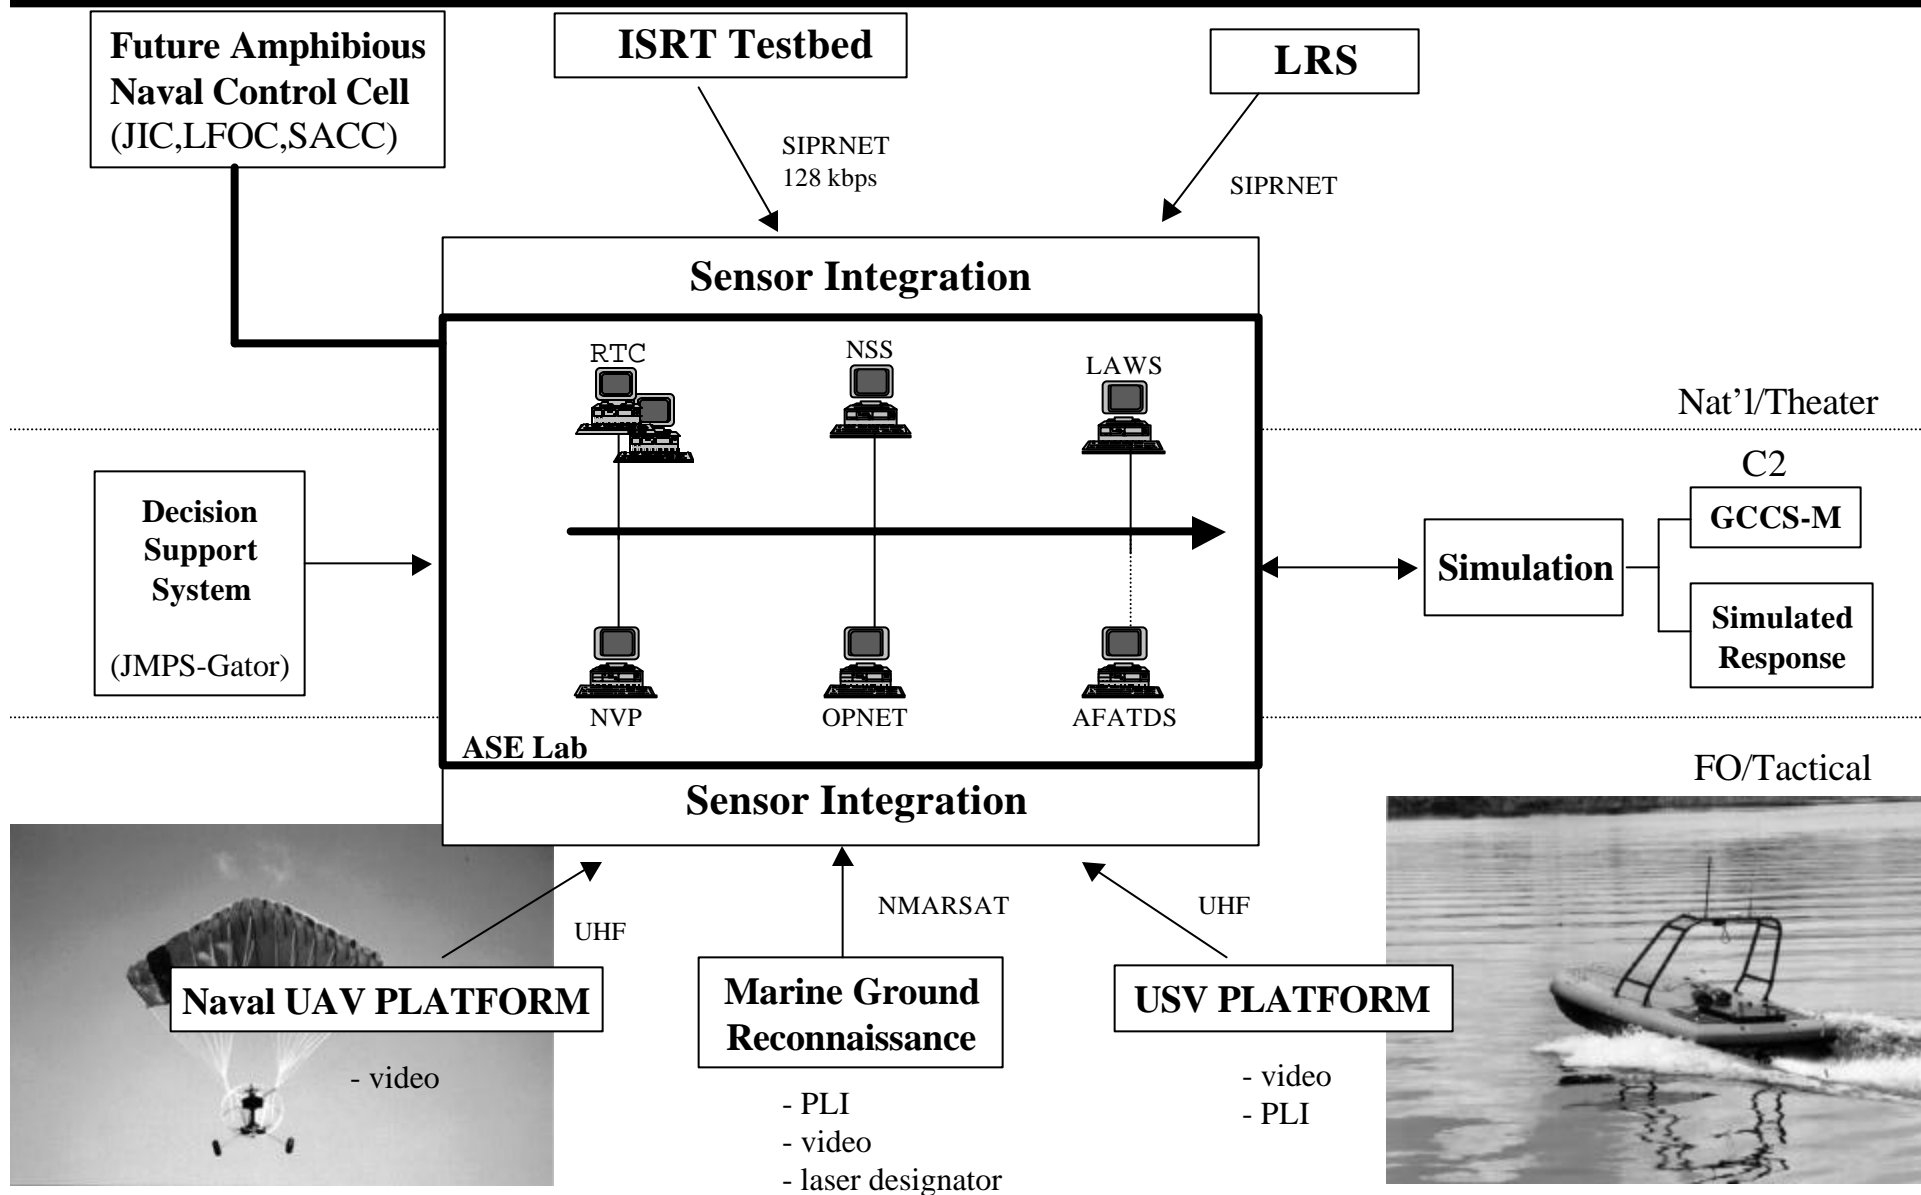 Future Amphibious
Naval Control Cell
(JIC,LFOC,SACC)
ISRT Testbed
LRS
SIPRNET
128 kbps
SIPRNET
Sensor Integration
RTC
NSS
LAWS
Nat'l/Theater
C2
GCCS-M
Decision
Support
System
(JMPS-Gator)
Simulation
Simulated
Response
NVP
OPNET
AFATDS
ASE Lab
FO/Tactical
Sensor Integration
UHF
NMARSAT
UHF
Naval UAV PLATFORM
Marine Ground
Reconnaissance
USV PLATFORM
- video
- PLI
- video
- laser designator
- video
- PLI